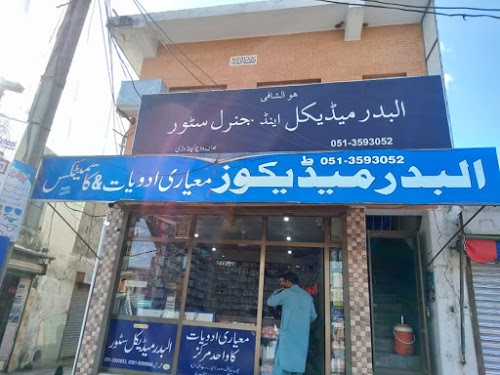 هو الشافی
البدر میڈیکل اینڈ جنرل سٹور
051-3593052
051-3593052
البدر میڈیکوز معیاری ادویات & کاسمیٹکس
معیاری ادویات
کا واحد مرکز
البدر میڈیکل سٹور